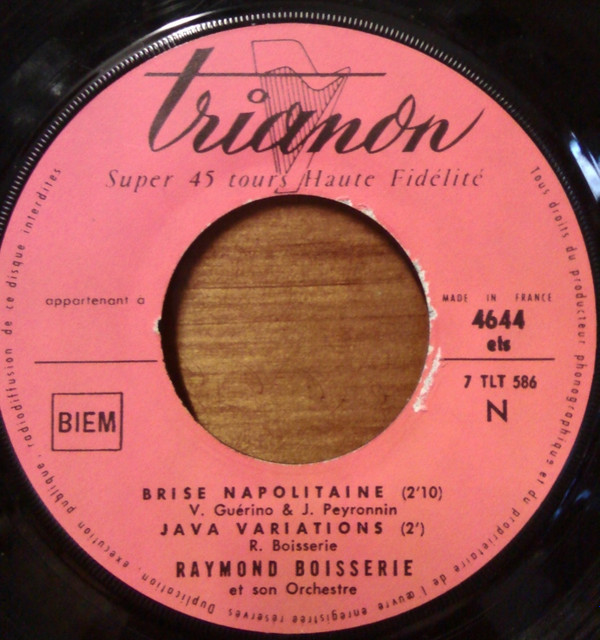 trianon
Super 45 tours Haute Fidélité
appartenant a
MADE IN FRANCE
4644
ets
7 TLT 586
N
BIEM
BRISE NAPOLITAINE (2'10)
V. Guérino & J. Peyronnin
JAVA VARIATIONS (2')
R. Boisserie
RAYMOND BOISSERIE
et son Orchestre
Tous droits du producteur phonographique et du propriétaire de l'œuvre enregistrée réservés Duplication, exécution publique, radiodiffusion de ce disque interdites